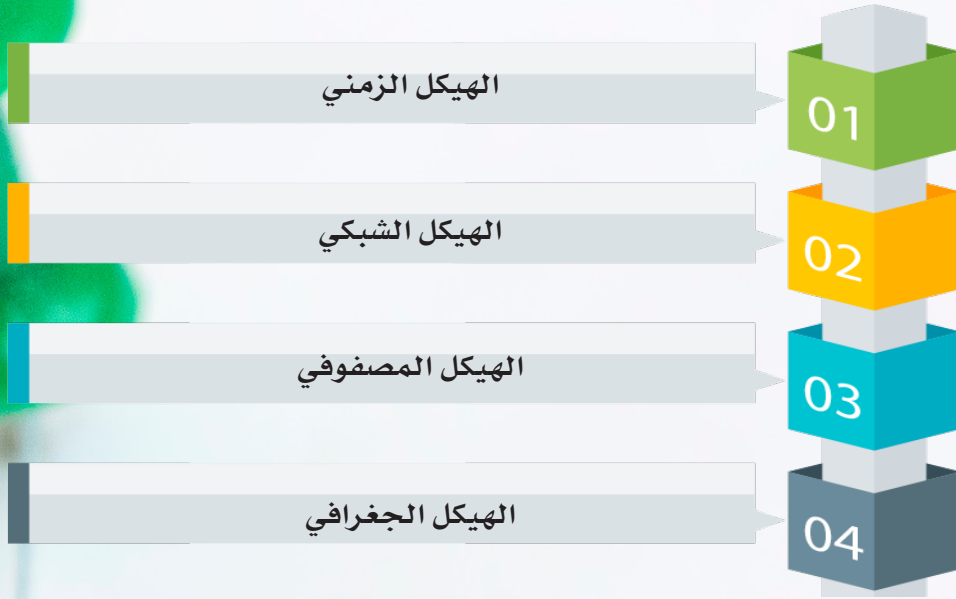 01
الهيكل الزمني
02
الهيكل الشبكي
03
الهيكل المصفوفي
04
الهيكل الجغرافي